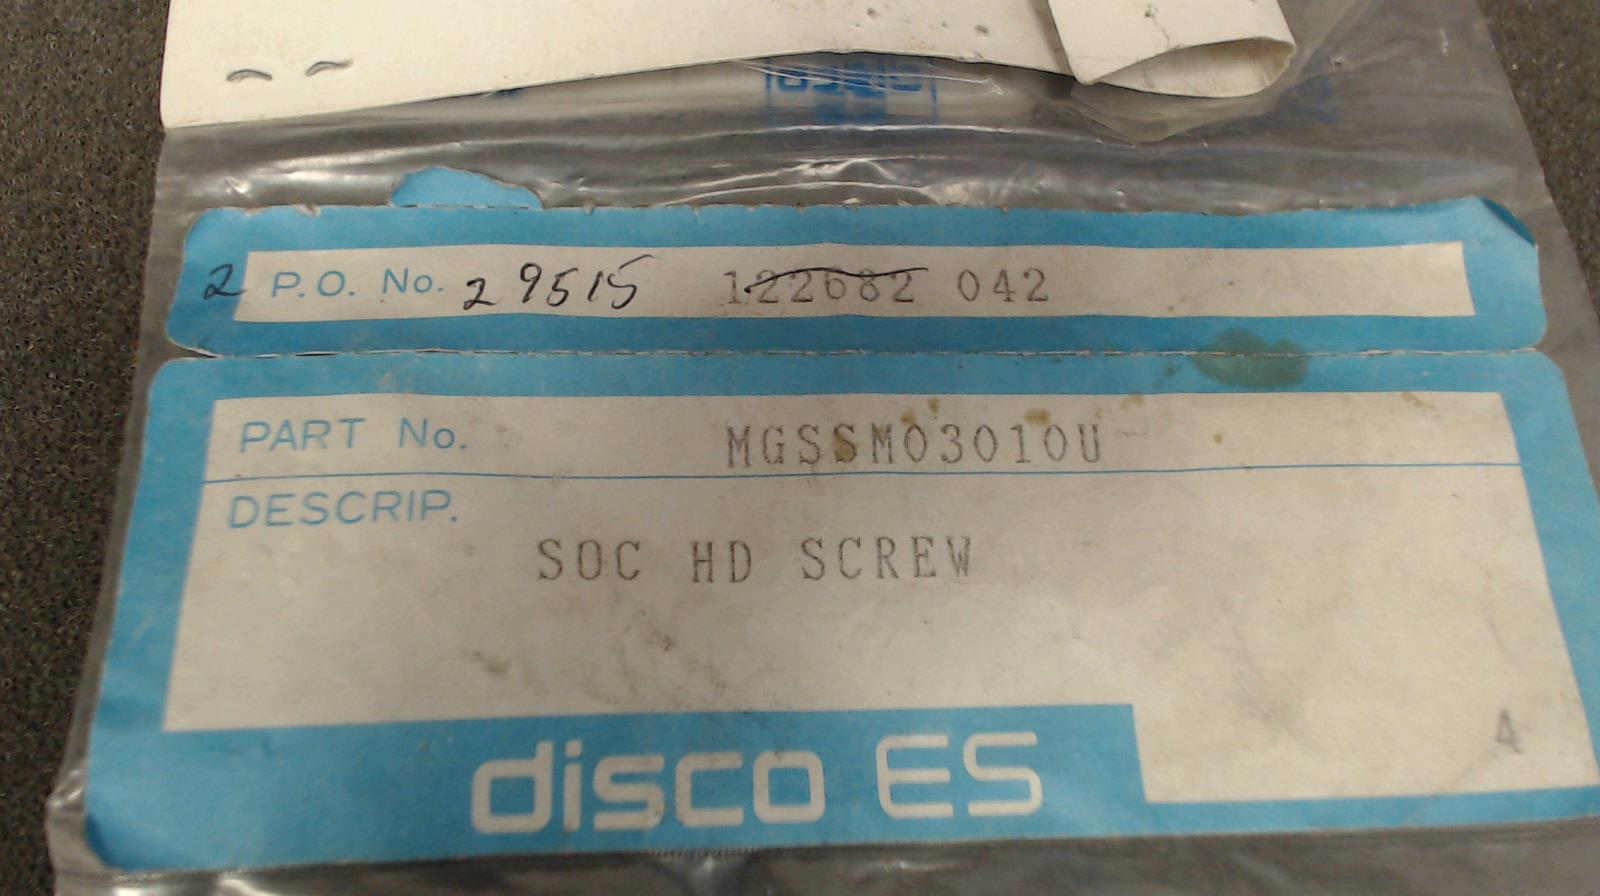 2 P.O. No. 29515 122682 042
PART No. MGSSM03010U
DESCRIP.
SOC HD SCREW
4
disco ES